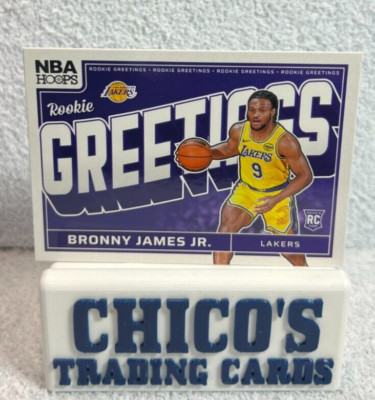 NBA
HOOPS
ROOKIE GREETINGS • ROOKIE GREETINGS • ROOKIE GREETINGS • ROOKIE GREETINGS
LAKERS
Rookie
GREETINGS
LAKERS
9
RC
BRONNY JAMES JR.
LAKERS
CHICO'S
TRADING CARDS